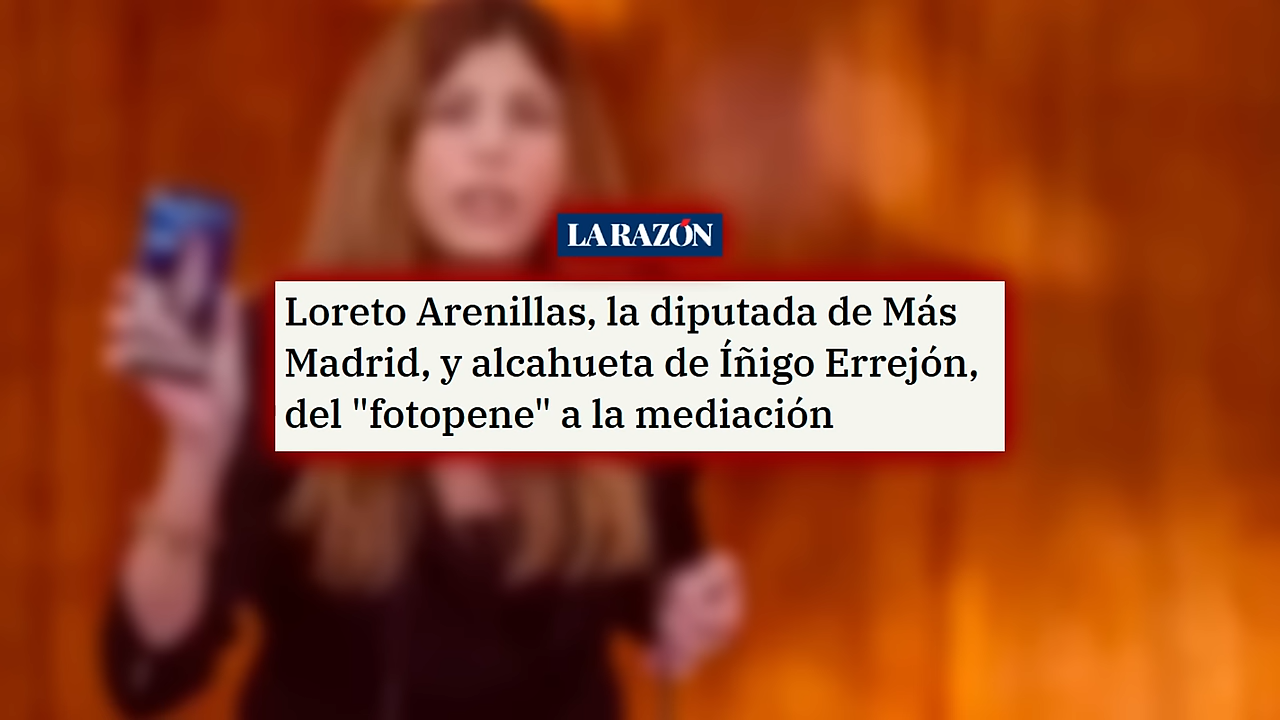 LA RAZÓN
Loreto Arenillas, la diputada de Más
Madrid, y alcahueta de Íñigo Errejón,
del "fotopene" a la mediación